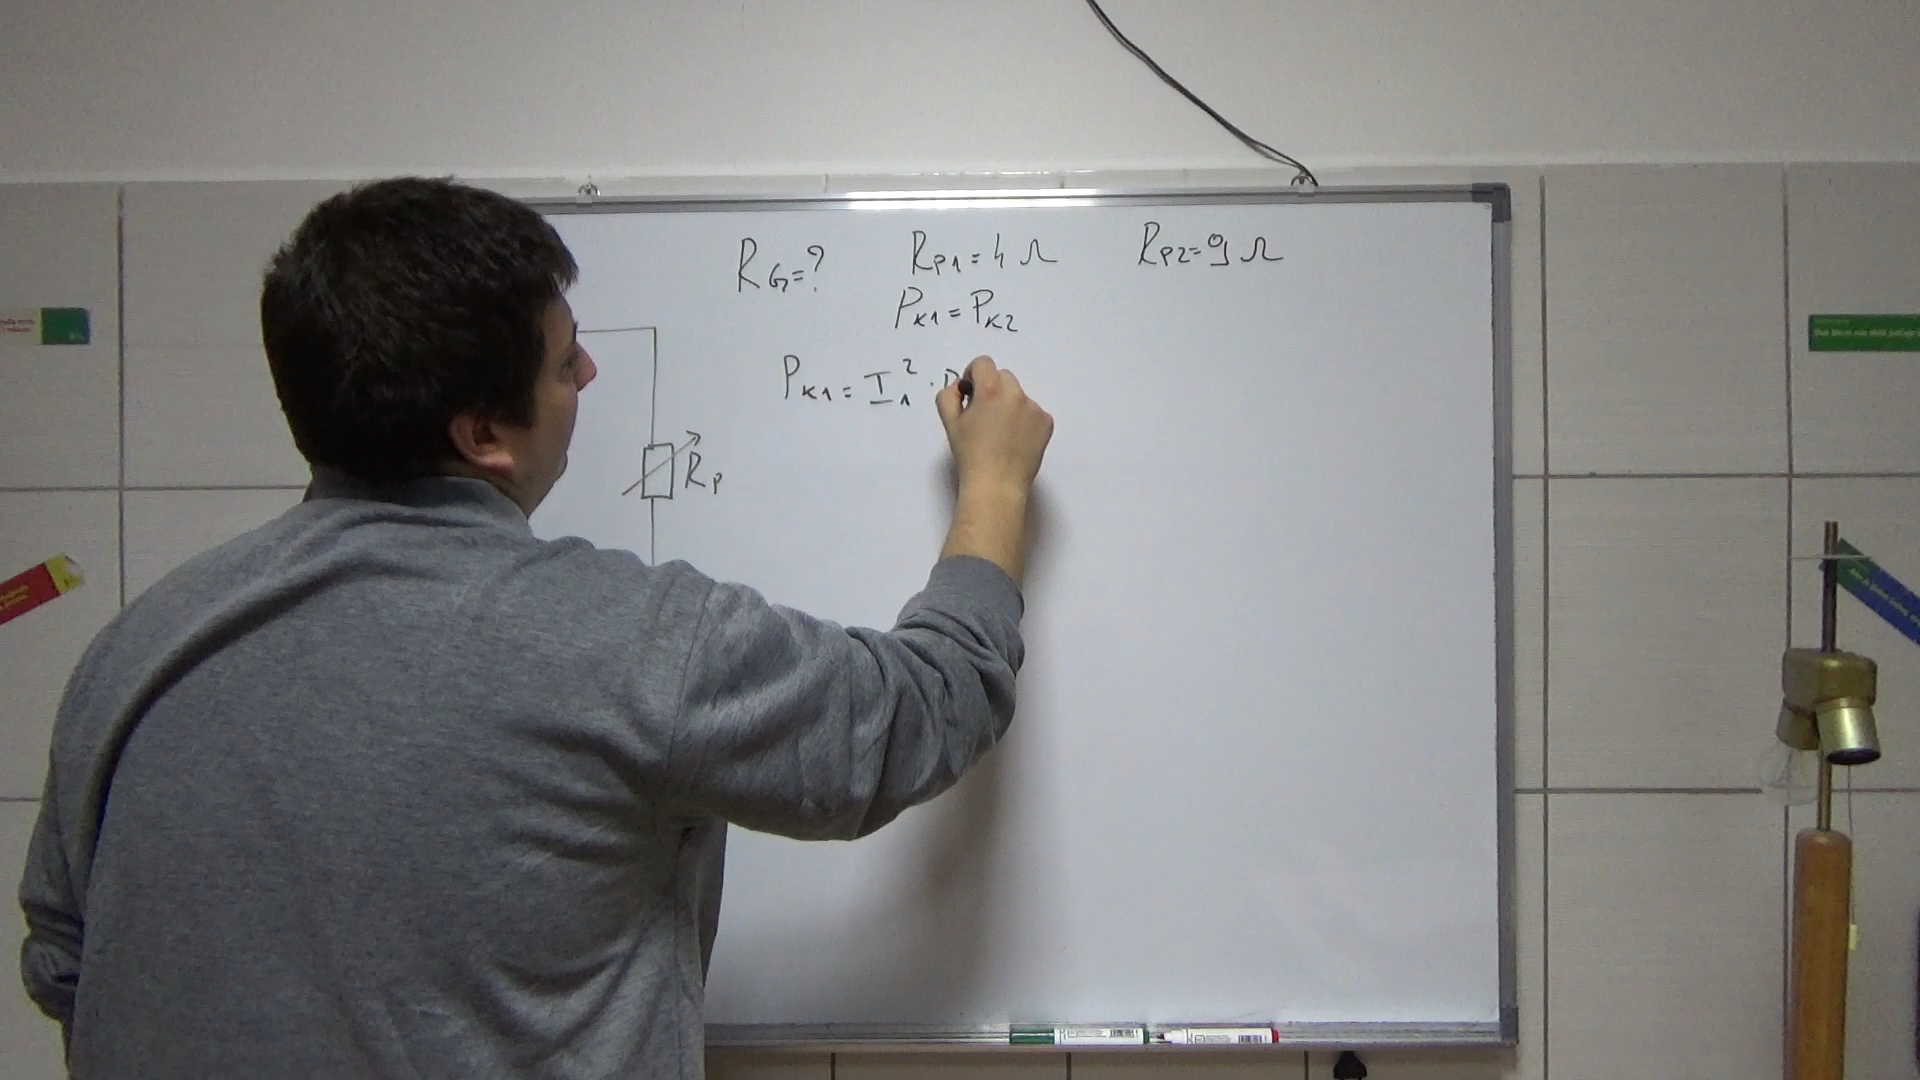 R_G=? R_P1=4 Ω R_P2=9 Ω
P_K1=P_K2
P_K1=I_1^2·R
R_P